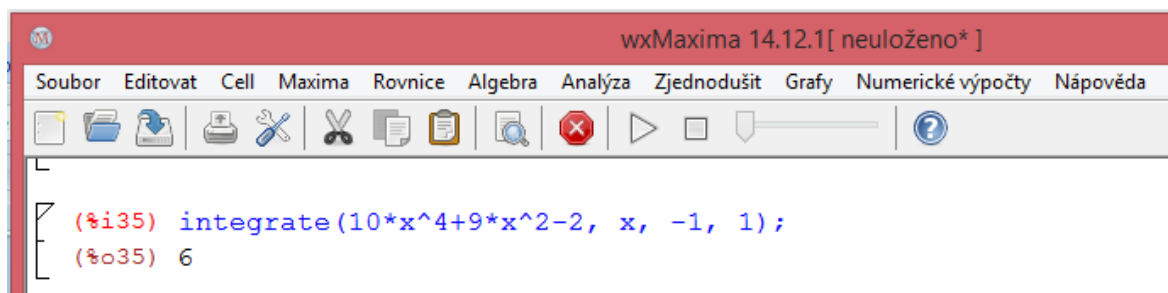 wxMaxima 14.12.1[ neuloženo* ]
Soubor Editovat Cell Maxima Rovnice Algebra Analýza Zjednodušit Grafy Numerické výpočty Nápověda
(%i35) integrate(10*x^4+9*x^2-2, x, -1, 1);
(%o35) 6